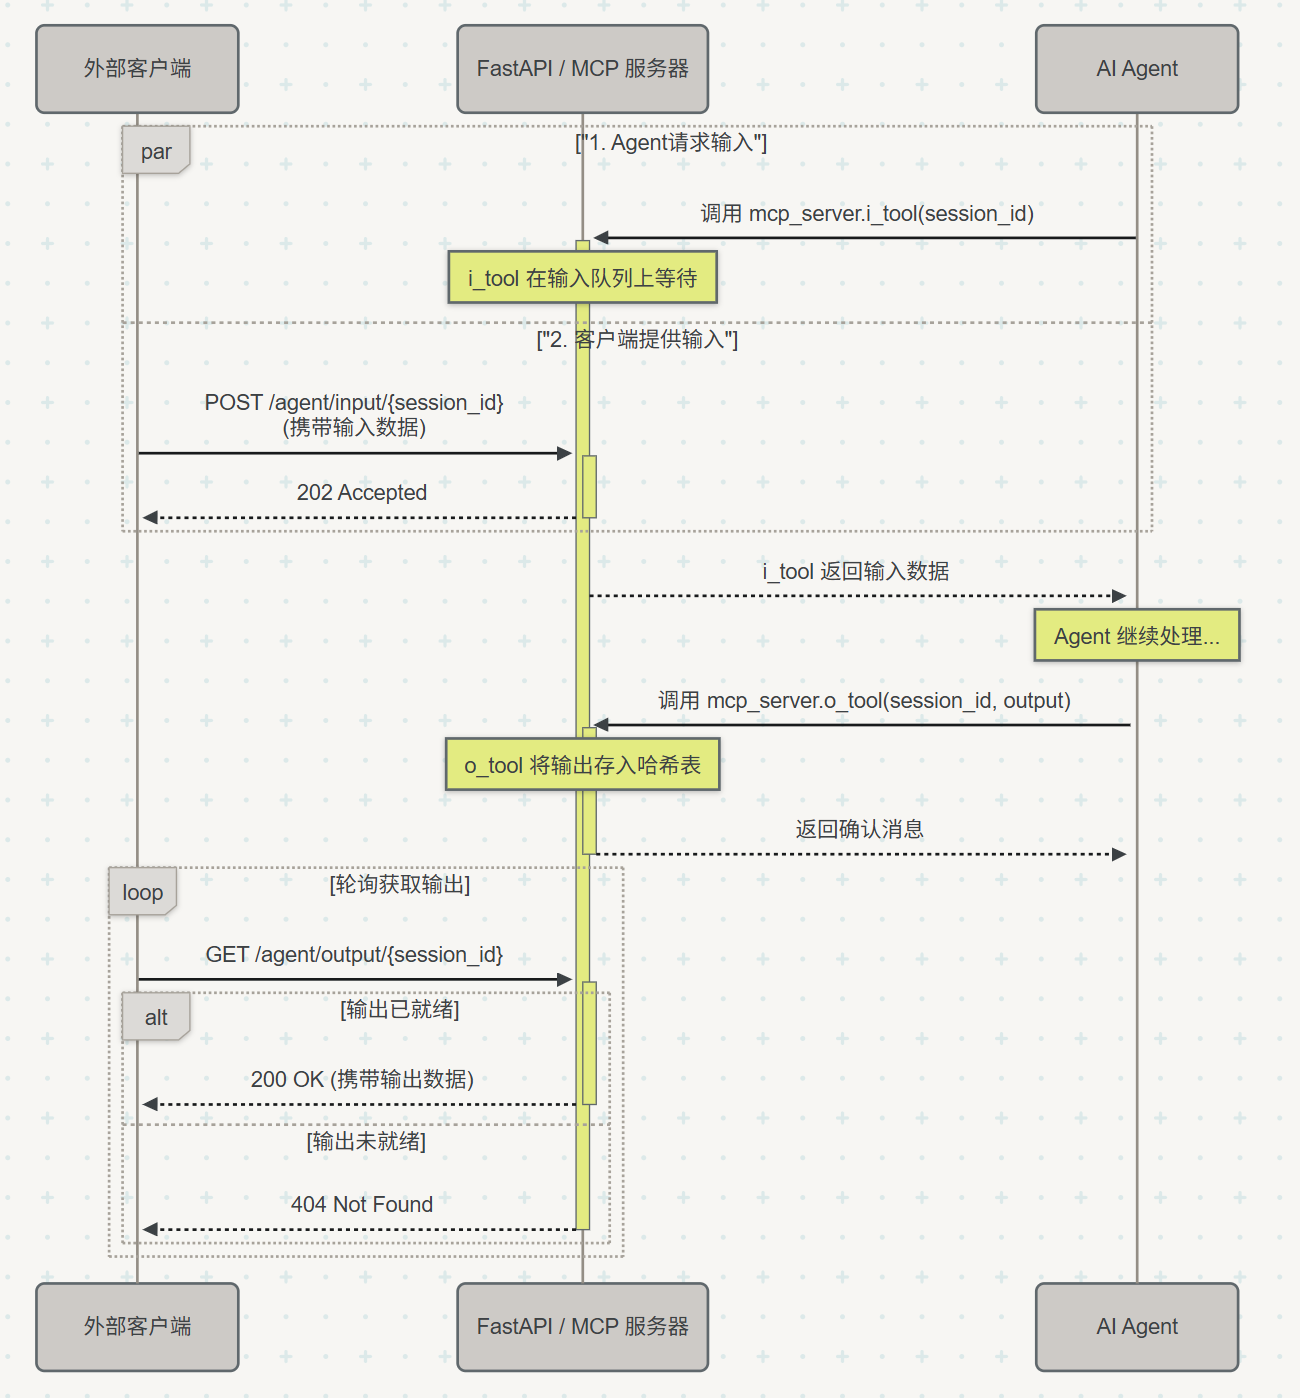 外部客户端
FastAPI / MCP 服务器
AI Agent
par
["1. Agent请求输入"]
调用 mcp_server.i_tool(session_id)
i_tool 在输入队列上等待
["2. 客户端提供输入"]
POST /agent/input/{session_id}
(携带输入数据)
202 Accepted
i_tool 返回输入数据
Agent 继续处理...
调用 mcp_server.o_tool(session_id, output)
o_tool 将输出存入哈希表
返回确认消息
loop
[轮询获取输出]
GET /agent/output/{session_id}
alt
[输出已就绪]
200 OK (携带输出数据)
[输出未就绪]
404 Not Found
外部客户端
FastAPI / MCP 服务器
AI Agent